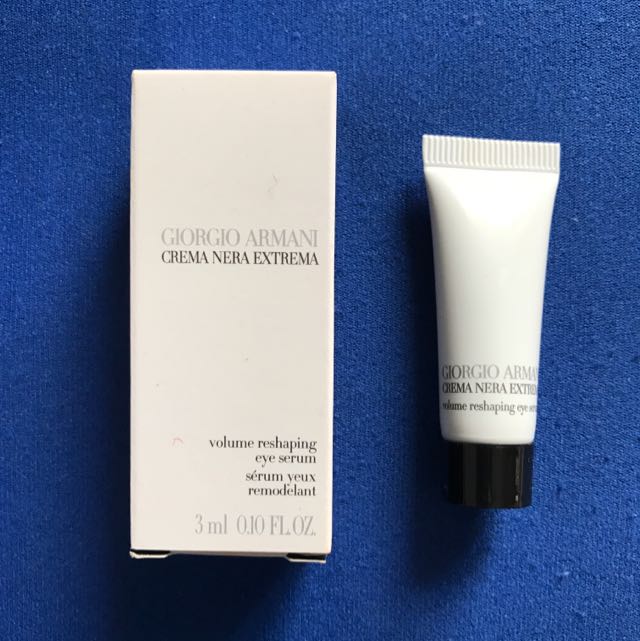 GIORGIO ARMANI
CREMA NERA EXTREMA
volume reshaping
eye serum
sérum yeux
remodelant
3 ml 0.10 FL.OZ.
GIORGIO ARMANI
CREMA NERA EXTREM
volume reshaping eye serum